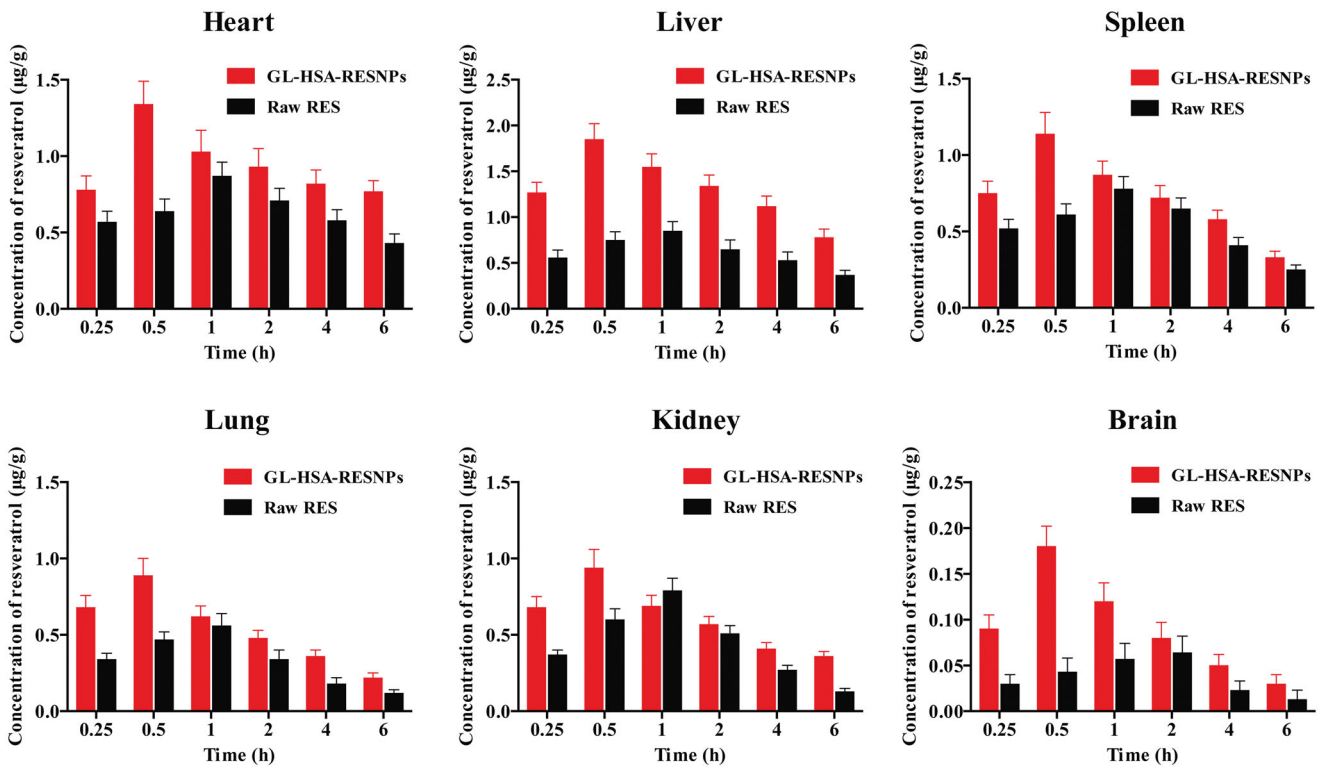 Heart
Concentration of resveratrol (μg/g)
1.5
1.0
0.5
0.0
GL-HSA-RESNPs
Raw RES
0.25 0.5 1 2 4 6
Time (h)
Liver
Concentration of resveratrol (μg/g)
2.5
2.0
1.5
1.0
0.5
0.0
GL-HSA-RESNPs
Raw RES
0.25 0.5 1 2 4 6
Time (h)
Spleen
Concentration of resveratrol (μg/g)
1.5
1.0
0.5
0.0
GL-HSA-RESNPs
Raw RES
0.25 0.5 1 2 4 6
Time (h)
Lung
Concentration of resveratrol (μg/g)
1.5
1.0
0.5
0.0
GL-HSA-RESNPs
Raw RES
0.25 0.5 1 2 4 6
Time (h)
Kidney
Concentration of resveratrol (μg/g)
1.5
1.0
0.5
0.0
GL-HSA-RESNPs
Raw RES
0.25 0.5 1 2 4 6
Time (h)
Brain
Concentration of resveratrol (μg/g)
0.25
0.20
0.15
0.10
0.05
0.00
GL-HSA-RESNPs
Raw RES
0.25 0.5 1 2 4 6
Time (h)